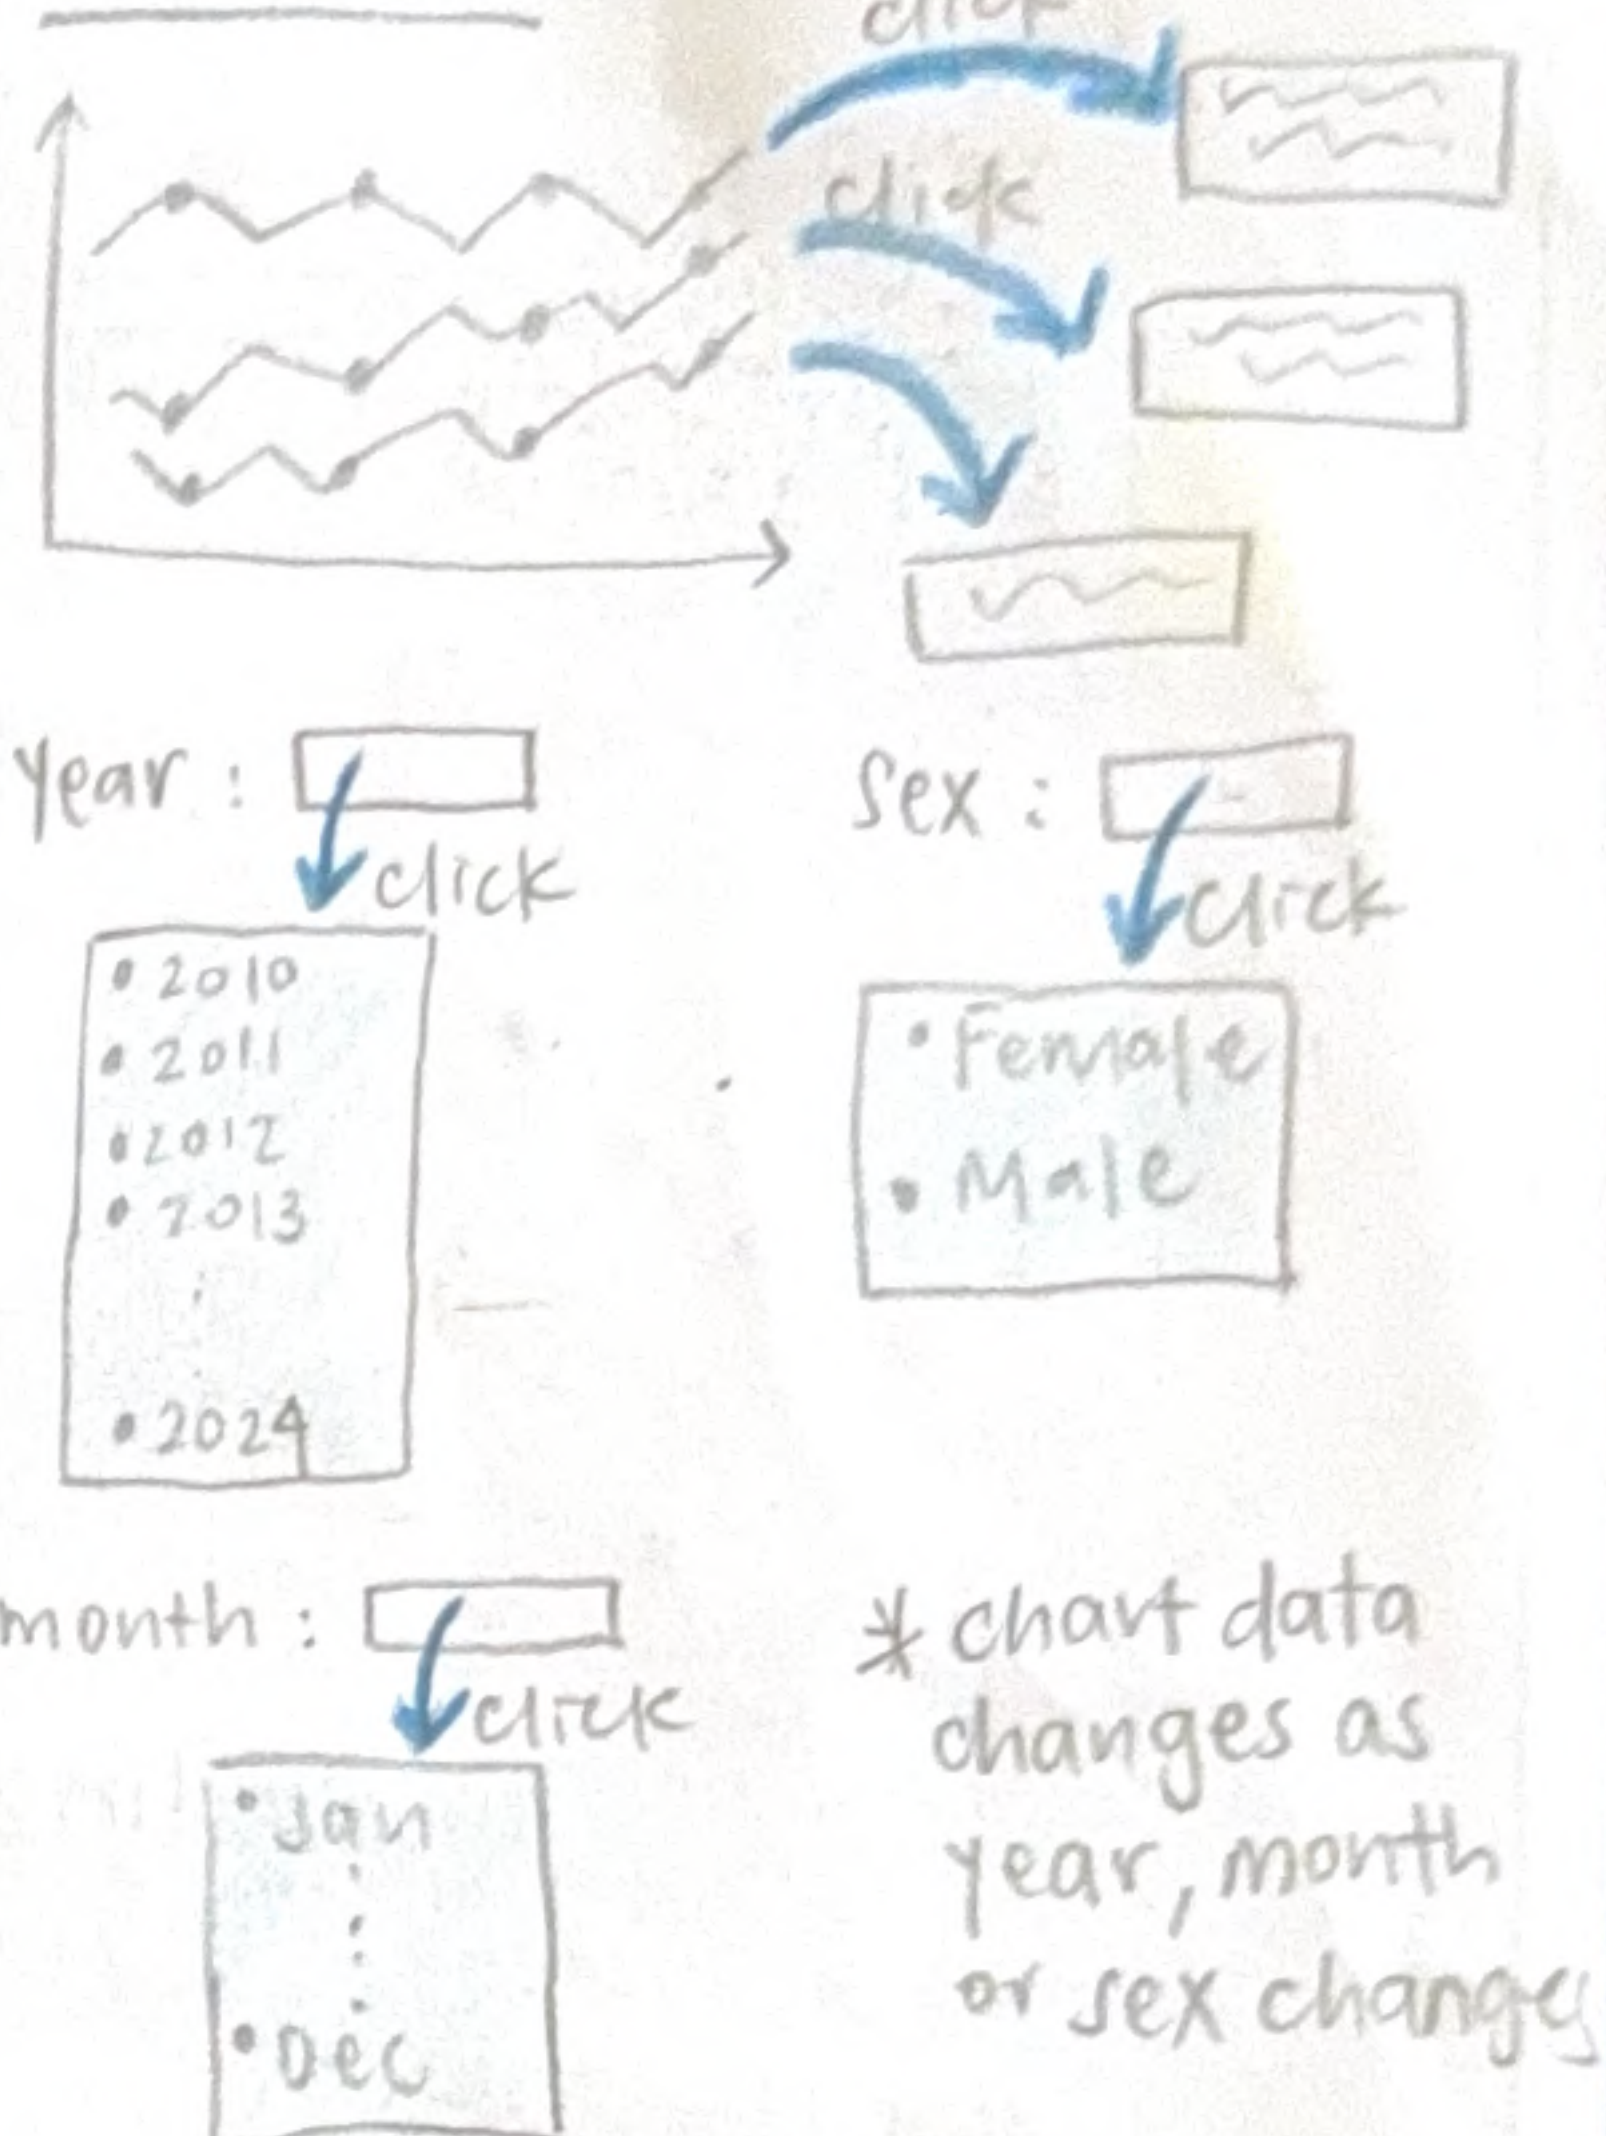 click
click
year :
sex :
click
click
• 2010
• 2011
• 2012
• 2013
• 2024
• Female
• Male
month :
click
• Jan
• Dec
* chart data
changes as
year, month
or sex changes